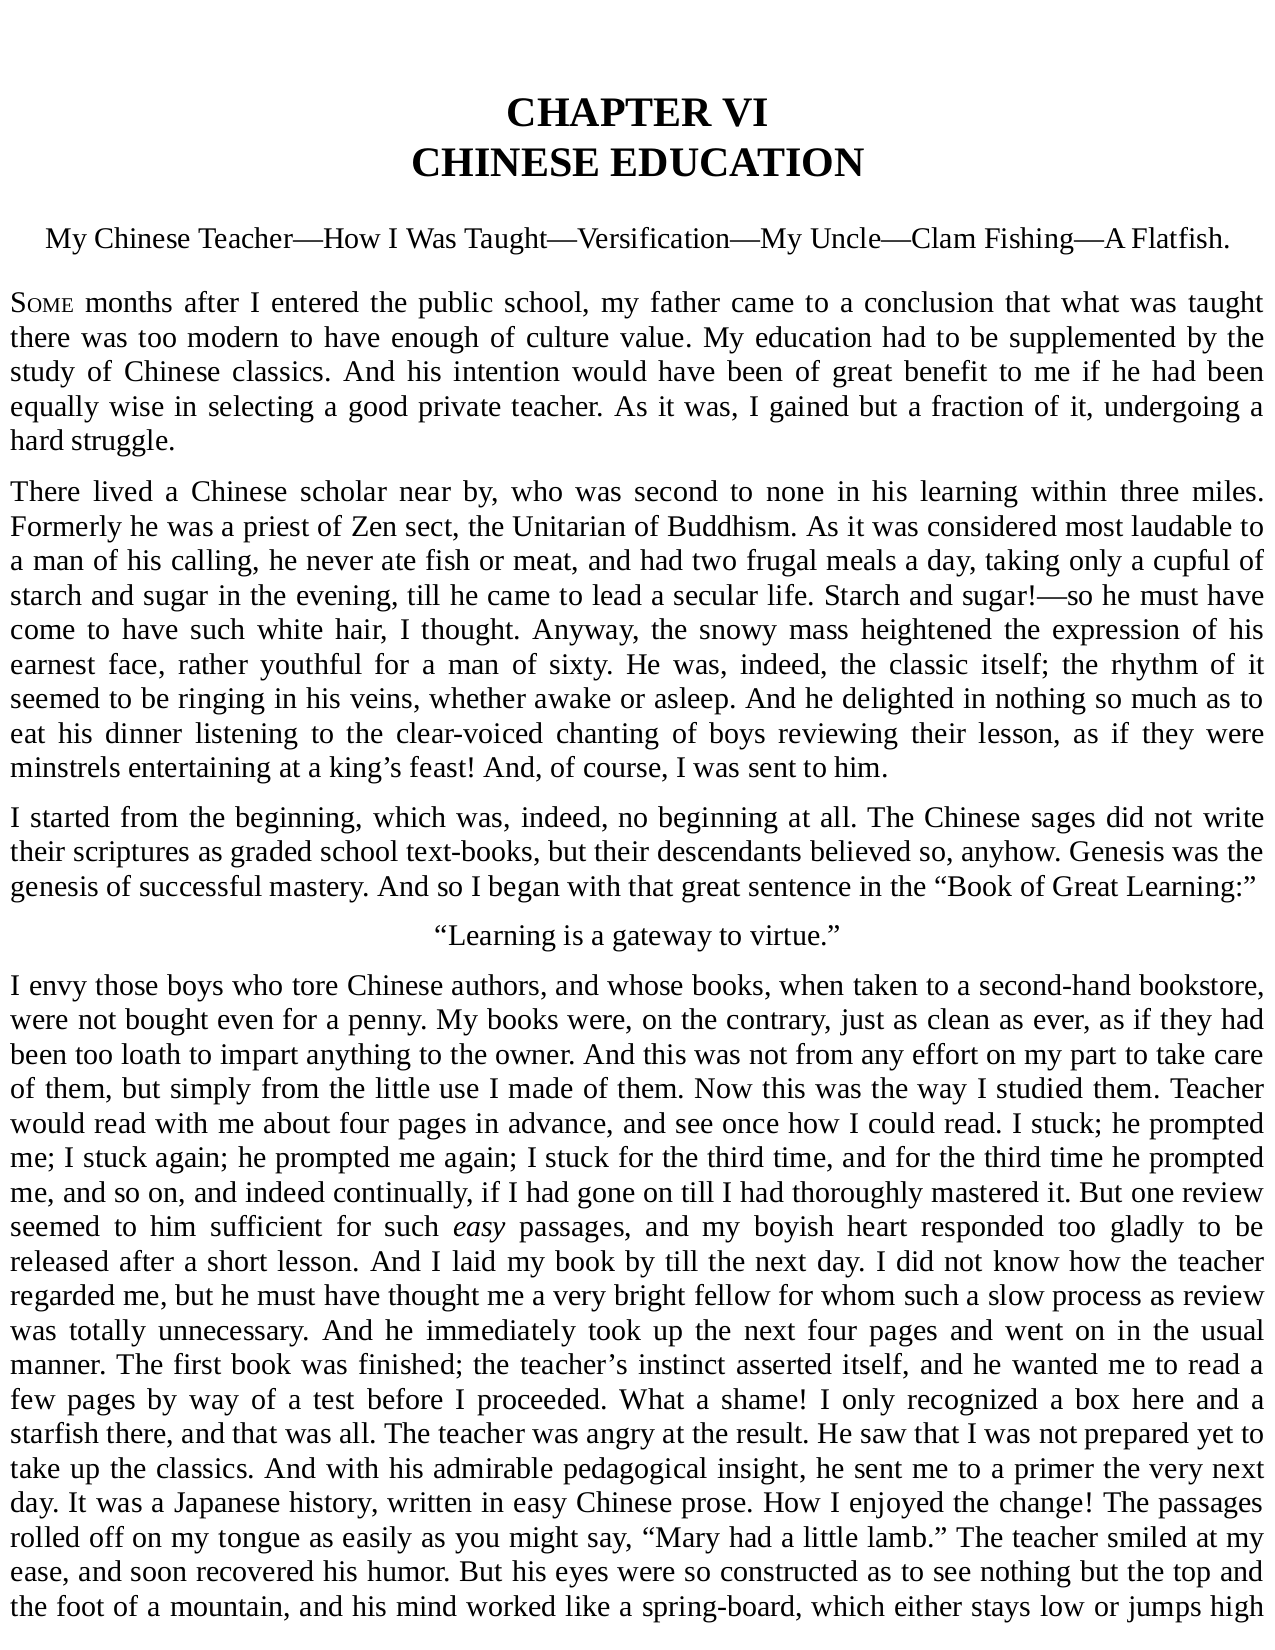 CHAPTER VI
CHINESE EDUCATION
My Chinese Teacher—How I Was Taught—Versification—My Uncle—Clam Fishing—A Flatfish.
SOME months after I entered the public school, my father came to a conclusion that what was taught
there was too modern to have enough of culture value. My education had to be supplemented by the
study of Chinese classics. And his intention would have been of great benefit to me if he had been
equally wise in selecting a good private teacher. As it was, I gained but a fraction of it, undergoing a
hard struggle.
There lived a Chinese scholar near by, who was second to none in his learning within three miles.
Formerly he was a priest of Zen sect, the Unitarian of Buddhism. As it was considered most laudable to
a man of his calling, he never ate fish or meat, and had two frugal meals a day, taking only a cupful of
starch and sugar in the evening, till he came to lead a secular life. Starch and sugar!—so he must have
come to have such white hair, I thought. Anyway, the snowy mass heightened the expression of his
earnest face, rather youthful for a man of sixty. He was, indeed, the classic itself; the rhythm of it
seemed to be ringing in his veins, whether awake or asleep. And he delighted in nothing so much as to
eat his dinner listening to the clear-voiced chanting of boys reviewing their lesson, as if they were
minstrels entertaining at a king’s feast! And, of course, I was sent to him.
I started from the beginning, which was, indeed, no beginning at all. The Chinese sages did not write
their scriptures as graded school text-books, but their descendants believed so, anyhow. Genesis was the
genesis of successful mastery. And so I began with that great sentence in the “Book of Great Learning:”
“Learning is a gateway to virtue.”
I envy those boys who tore Chinese authors, and whose books, when taken to a second-hand bookstore,
were not bought even for a penny. My books were, on the contrary, just as clean as ever, as if they had
been too loath to impart anything to the owner. And this was not from any effort on my part to take care
of them, but simply from the little use I made of them. Now this was the way I studied them. Teacher
would read with me about four pages in advance, and see once how I could read. I stuck; he prompted
me; I stuck again; he prompted me again; I stuck for the third time, and for the third time he prompted
me, and so on, and indeed continually, if I had gone on till I had thoroughly mastered it. But one review
seemed to him sufficient for such easy passages, and my boyish heart responded too gladly to be
released after a short lesson. And I laid my book by till the next day. I did not know how the teacher
regarded me, but he must have thought me a very bright fellow for whom such a slow process as review
was totally unnecessary. And he immediately took up the next four pages and went on in the usual
manner. The first book was finished; the teacher’s instinct asserted itself, and he wanted me to read a
few pages by way of a test before I proceeded. What a shame! I only recognized a box here and a
starfish there, and that was all. The teacher was angry at the result. He saw that I was not prepared yet to
take up the classics. And with his admirable pedagogical insight, he sent me to a primer the very next
day. It was a Japanese history, written in easy Chinese prose. How I enjoyed the change! The passages
rolled off on my tongue as easily as you might say, “Mary had a little lamb.” The teacher smiled at my
ease, and soon recovered his humor. But his eyes were so constructed as to see nothing but the top and
the foot of a mountain, and his mind worked like a spring-board, which either stays low or jumps high